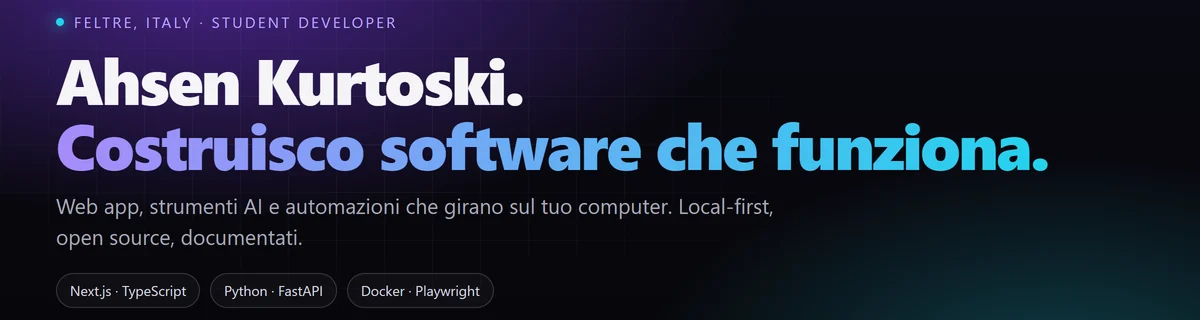 FELTRE, ITALY · STUDENT DEVELOPER
Ahsen Kurtoski.
Costruisco software che funziona.
Web app, strumenti AI e automazioni che girano sul tuo computer. Local-first,
open source, documentati.
Next.js · TypeScript
Python · FastAPI
Docker · Playwright